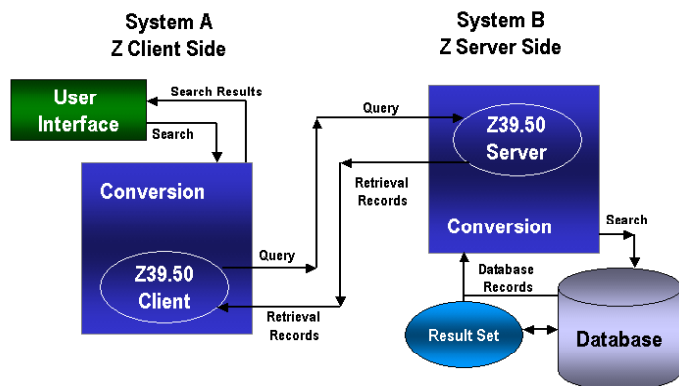 System A
Z Client Side
System B
Z Server Side
User
Interface
Search Results
Search
Conversion
Z39.50
Client
Query
Retrieval
Records
Query
Retrieval
Records
Z39.50
Server
Conversion
Search
Database
Records
Result Set
Database